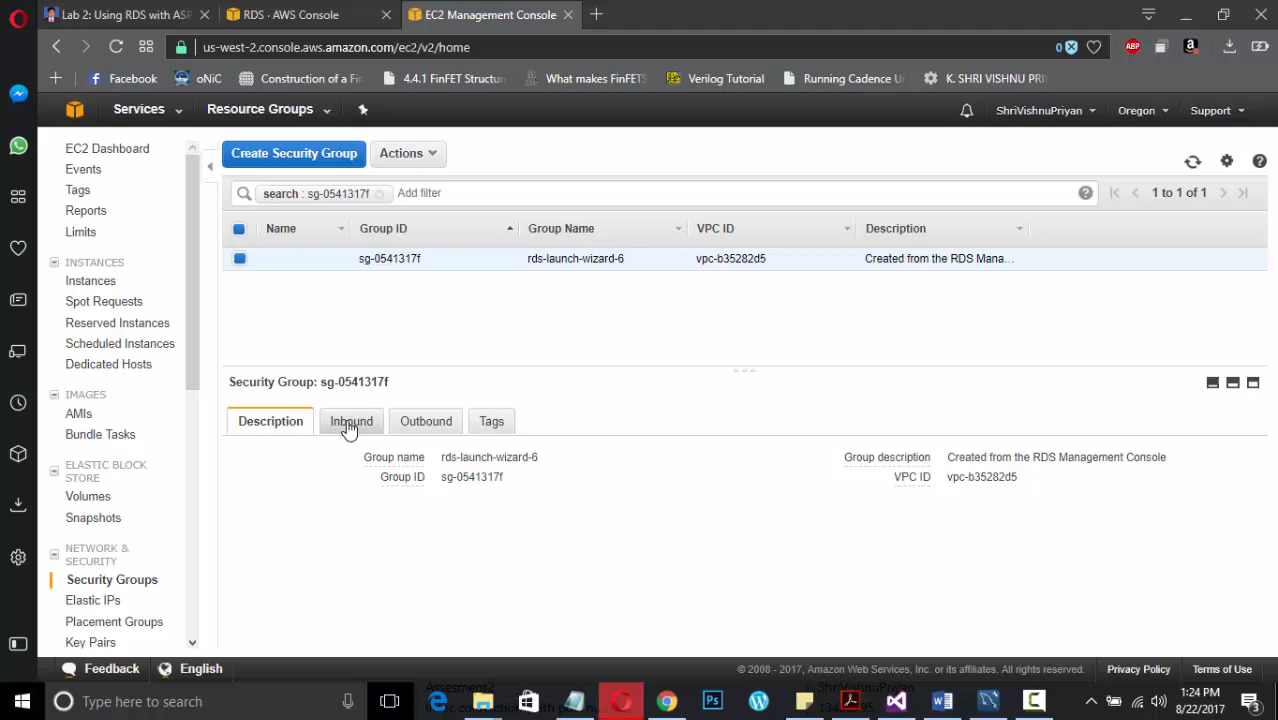 Lab 2: Using RDS with ASP
RDS · AWS Console
EC2 Management Console
us-west-2.console.aws.amazon.com/ec2/v2/home
0
ABP
Facebook
oNiC
Construction of a Fin
4.4.1 FinFET Structur
What makes FinFETS
Verilog Tutorial
Running Cadence Un
K. SHRI VISHNU PRI
Services
Resource Groups
ShriVishnuPriyan
Oregon
Support
EC2 Dashboard
Events
Tags
Reports
Limits
INSTANCES
Instances
Spot Requests
Reserved Instances
Scheduled Instances
Dedicated Hosts
IMAGES
AMIs
Bundle Tasks
ELASTIC BLOCK
STORE
Volumes
Snapshots
NETWORK &
SECURITY
Security Groups
Elastic IPs
Placement Groups
Key Pairs
Create Security Group
Actions
search : sg-0541317f
Add filter
1 to 1 of 1
Name
Group ID
Group Name
VPC ID
Description
sg-0541317f
rds-launch-wizard-6
vpc-b35282d5
Created from the RDS Mana...
Security Group: sg-0541317f
Description
Inbound
Outbound
Tags
Group name
rds-launch-wizard-6
Group description
Created from the RDS Management Console
Group ID
sg-0541317f
VPC ID
vpc-b35282d5
Feedback
English
© 2008 - 2017, Amazon Web Services, Inc. or its affiliates. All rights reserved.
Privacy Policy
Terms of Use
Type here to search
Ps
1:24 PM
8/22/2017
3